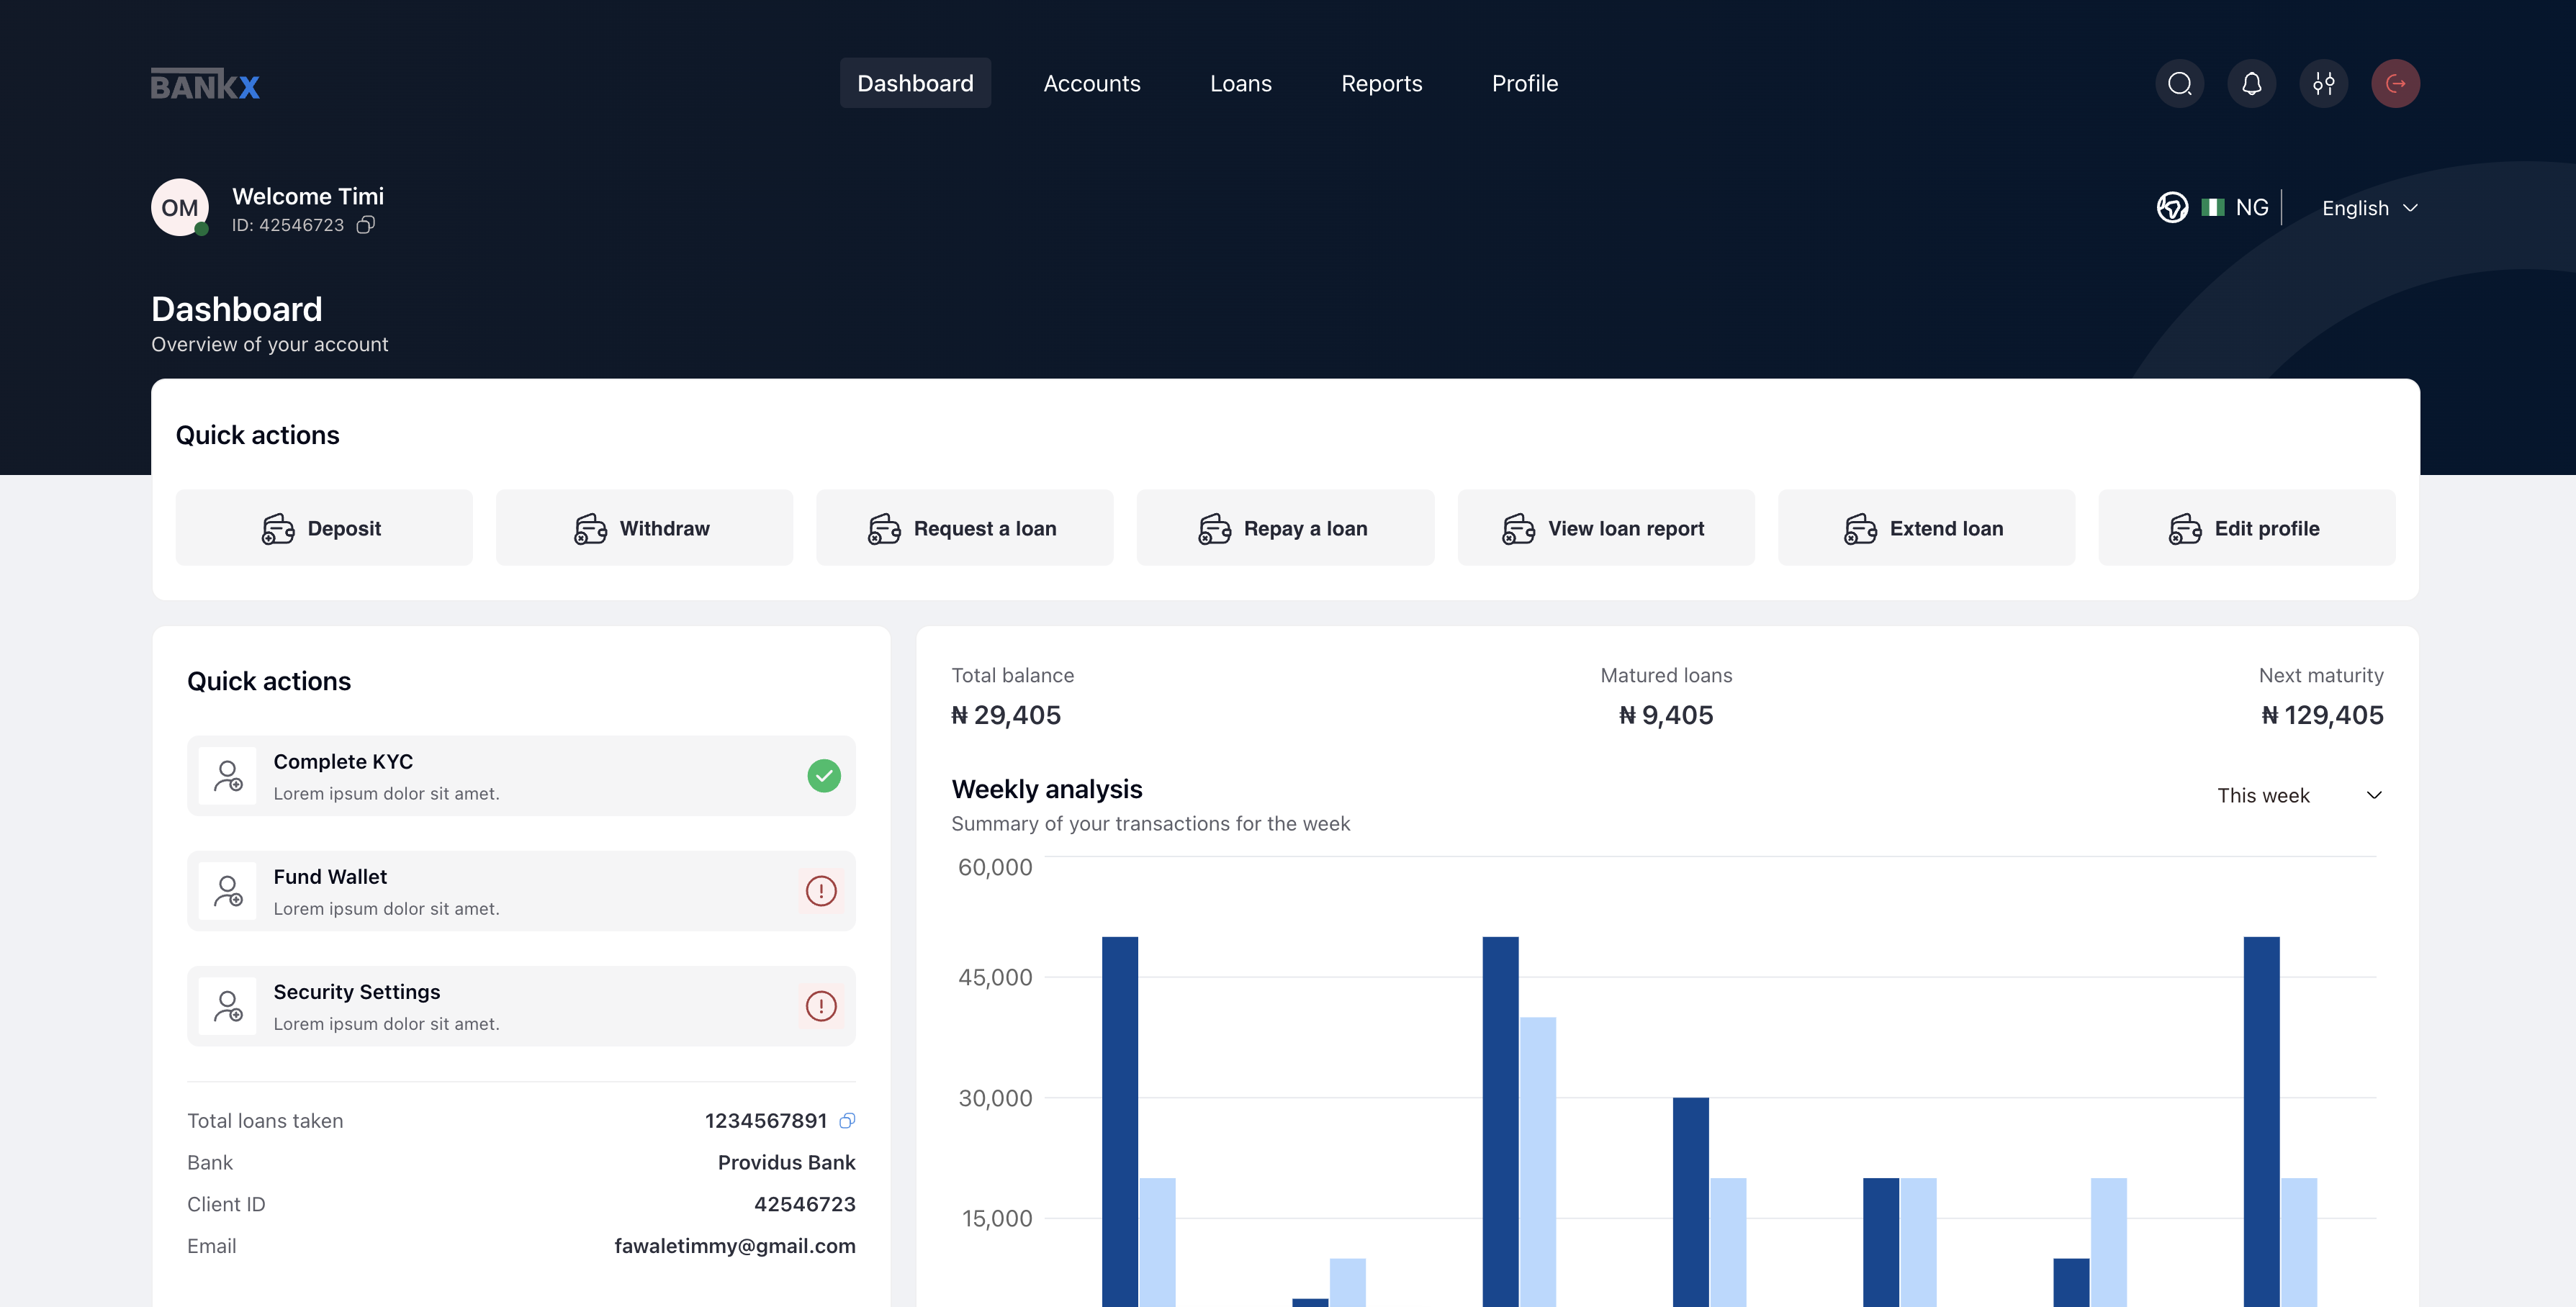 BANKX
Dashboard Accounts Loans Reports Profile
OM
Welcome Timi
ID: 42546723
NG
English
Dashboard
Overview of your account
Quick actions
Deposit Withdraw Request a loan Repay a loan View loan report Extend loan Edit profile
Quick actions
Complete KYC
Lorem ipsum dolor sit amet.
Fund Wallet
Lorem ipsum dolor sit amet.
Security Settings
Lorem ipsum dolor sit amet.
Total loans taken 1234567891
Bank Providus Bank
Client ID 42546723
Email fawaletimmy@gmail.com
Total balance Matured loans Next maturity
₦ 29,405 ₦ 9,405 ₦ 129,405
Weekly analysis
This week
Summary of your transactions for the week
60,000
45,000
30,000
15,000